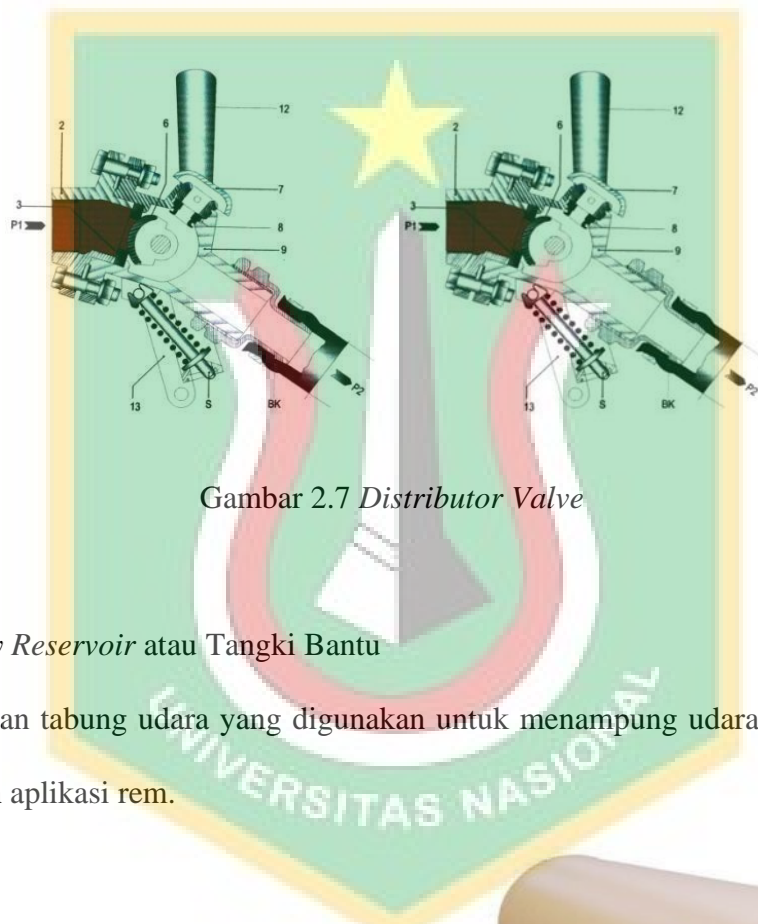 12
2
6
7
3
8
P1
9
P2
13
S
BK
12
2
6
7
3
8
P1
9
P2
13
S
BK
Gambar 2.7 Distributor Valve
Reservoir atau Tangki Bantu
tabung udara yang digunakan untuk menampung udara
aplikasi rem.
UNIVERSITAS NASIONAL